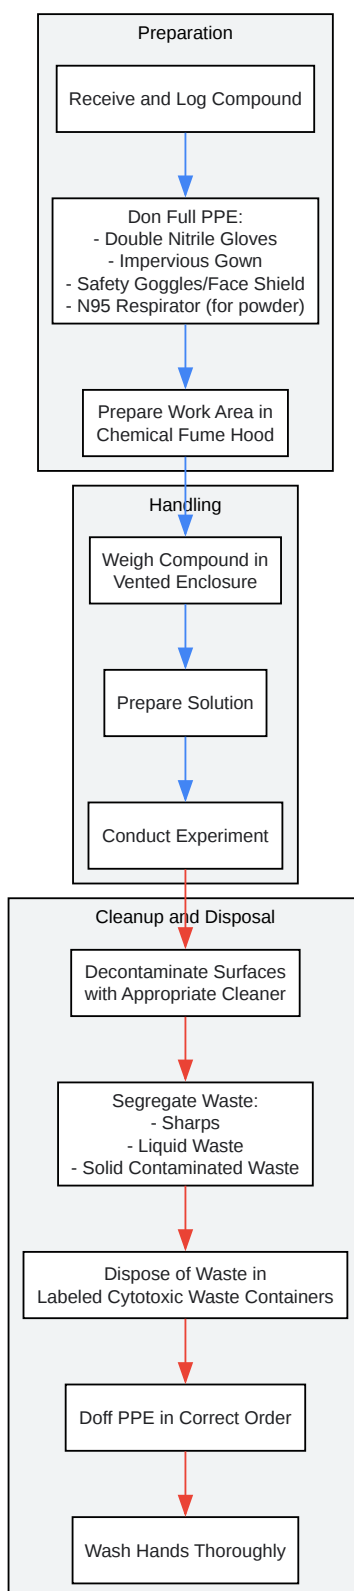 Preparation
Receive and Log Compound
Don Full PPE:
- Double Nitrile Gloves
- Impervious Gown
- Safety Goggles/Face Shield
- N95 Respirator (for powder)
Prepare Work Area in
Chemical Fume Hood
Handling
Weigh Compound in
Vented Enclosure
Prepare Solution
Conduct Experiment
Cleanup and Disposal
Decontaminate Surfaces
with Appropriate Cleaner
Segregate Waste:
- Sharps
- Liquid Waste
- Solid Contaminated Waste
Dispose of Waste in
Labeled Cytotoxic Waste Containers
Doff PPE in Correct Order
Wash Hands Thoroughly